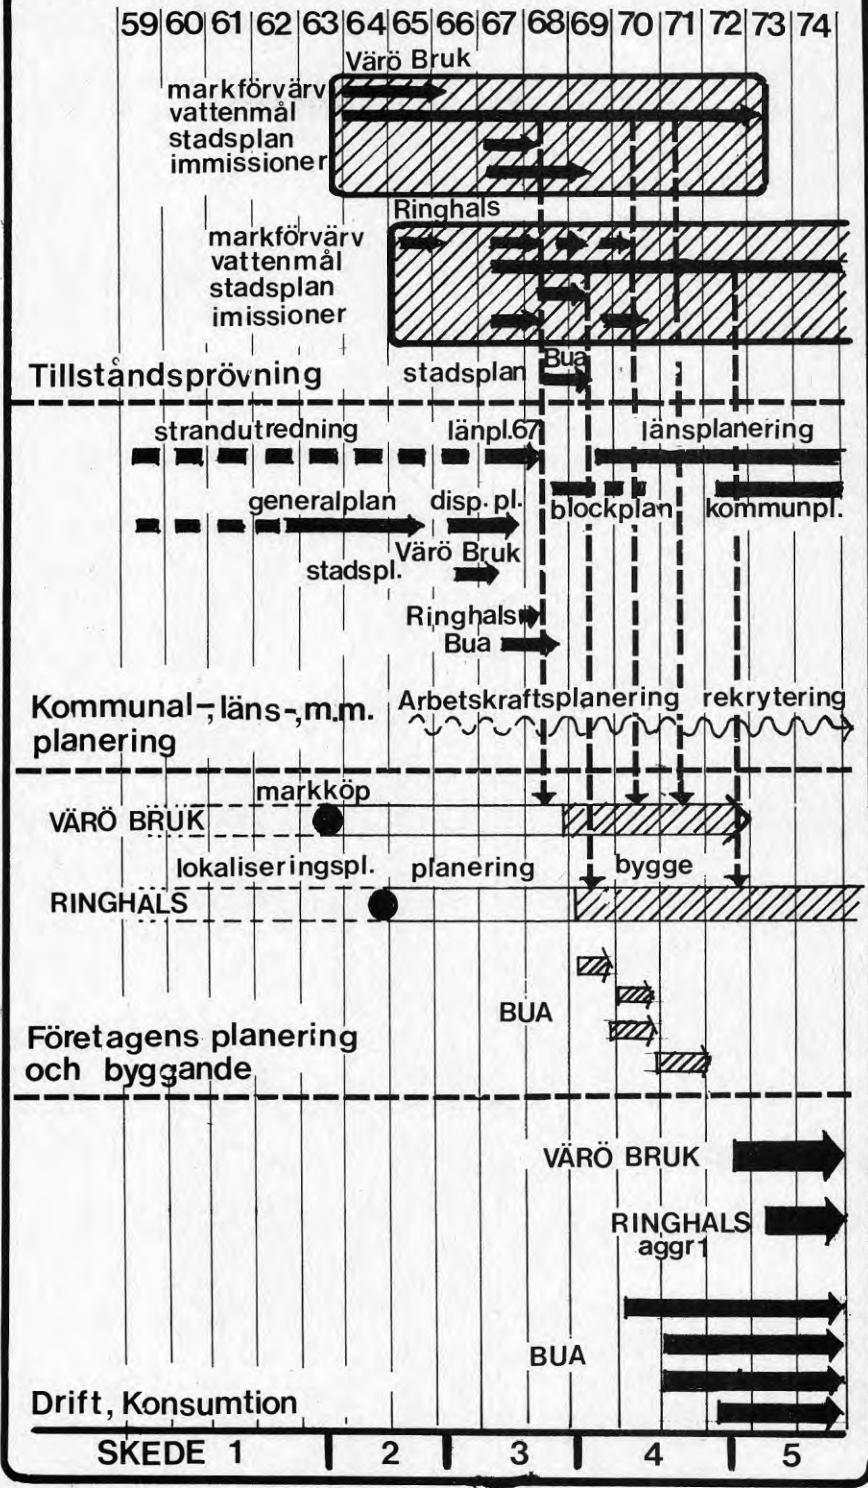 59 60 61 62 63 64 65 66 67 68 69 70 71 72 73 74
Värö Bruk
markförvärv
vattenmål
stadsplan
immissioner
Ringhals
markförvärv
vattenmål
stadsplan
imissioner
Bua
Tillståndsprövning stadsplan
strandutredning länpl.67 länsplanering
generalplan disp.pl. blockplan kommunpl.
Värö Bruk
stadspl.
Ringhals
Bua
Arbetskraftsplanering rekrytering
Kommunal-, läns-, m.m.
planering
markköp
VÄRÖ BRUK
lokaliseringspl. planering bygge
RINGHALS
BUA
Företagens planering
och byggande
VÄRÖ BRUK
RINGHALS
aggr 1
BUA
Drift, Konsumtion
SKEDE 1 2 3 4 5